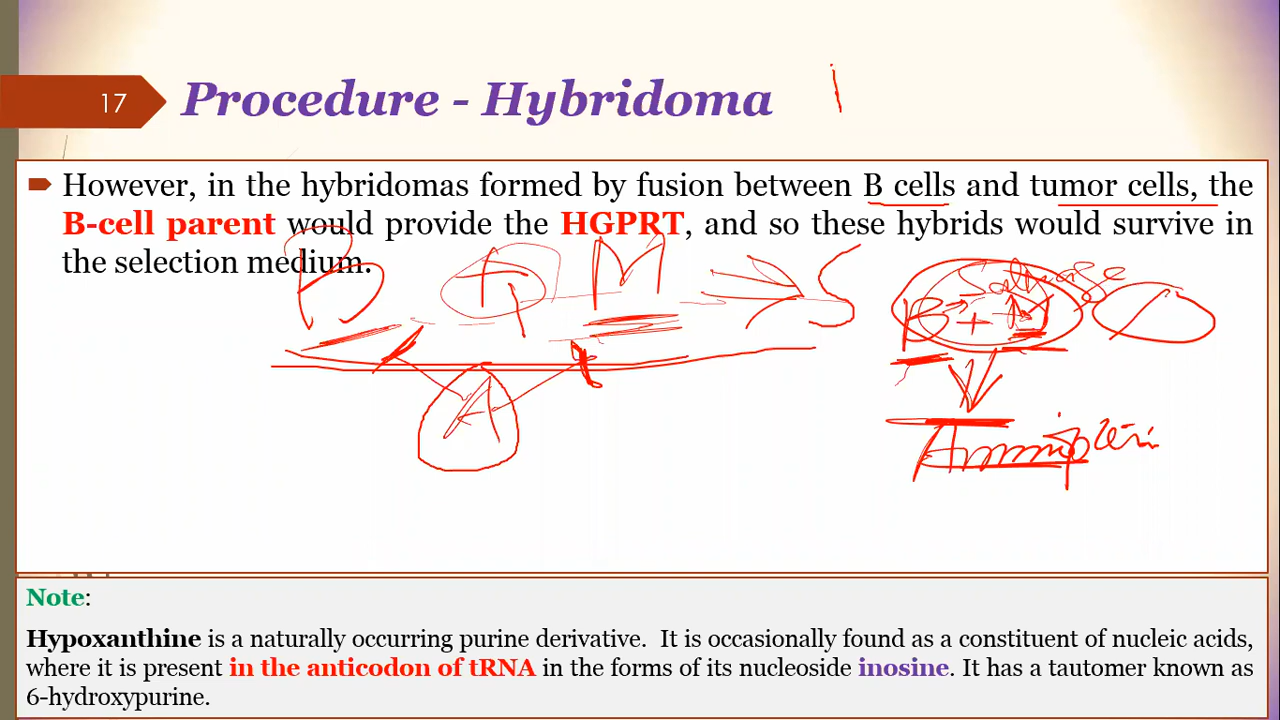 17
Procedure - Hybridoma
However, in the hybridomas formed by fusion between B cells and tumor cells, the
B-cell parent would provide the HGPRT, and so these hybrids would survive in
the selection medium.
B M S
Salvage
B +
A
Aminopterin
Note:
Hypoxanthine is a naturally occurring purine derivative. It is occasionally found as a constituent of nucleic acids,
where it is present in the anticodon of tRNA in the forms of its nucleoside inosine. It has a tautomer known as
6-hydroxypurine.